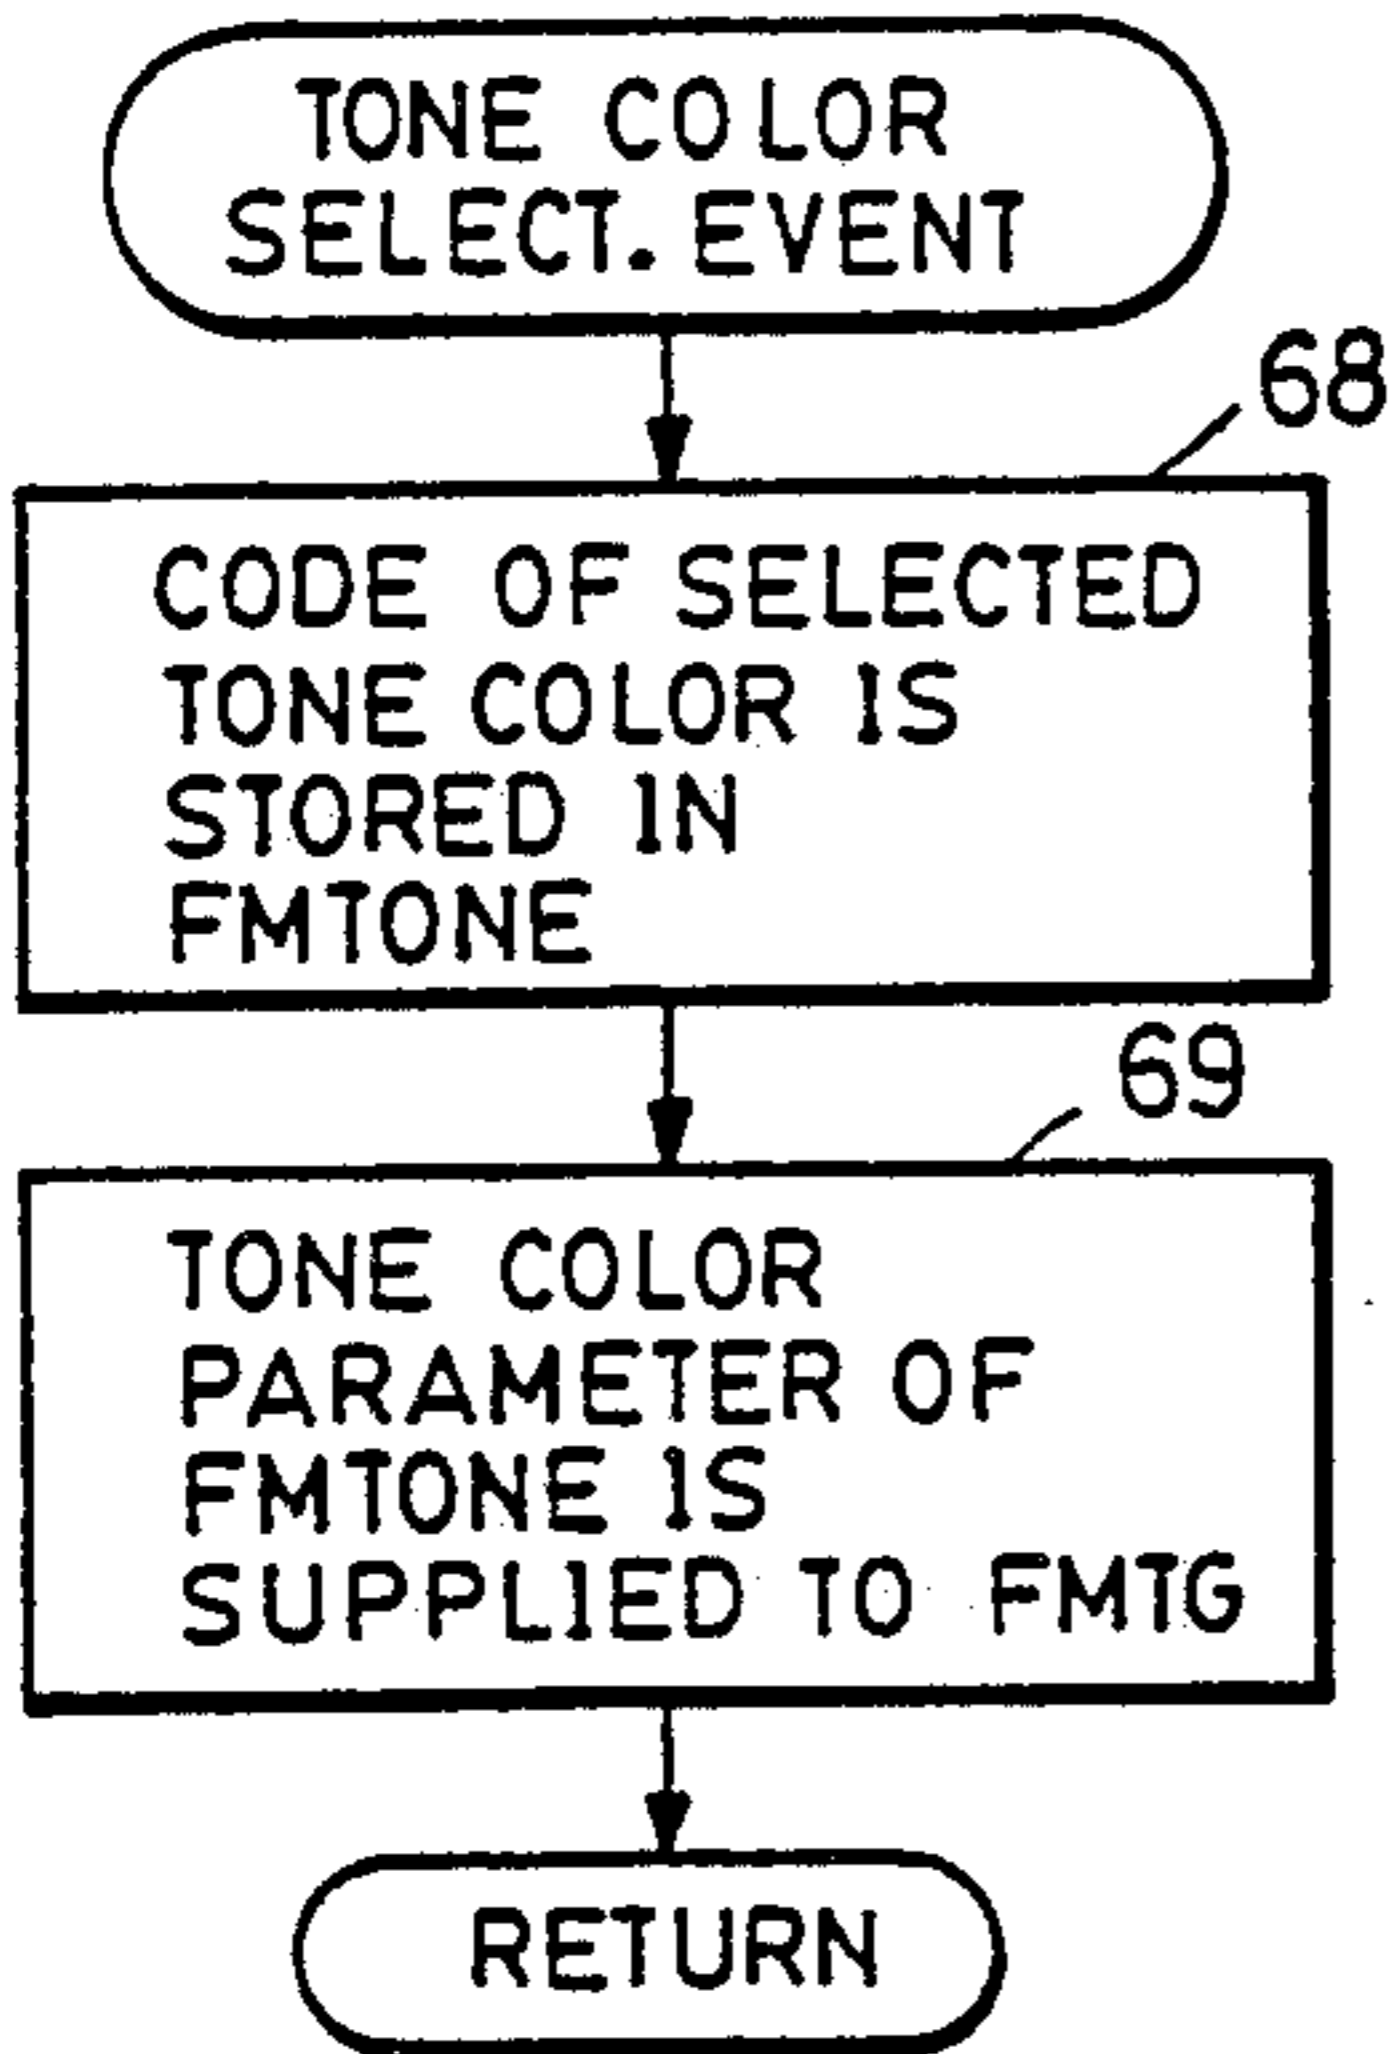 TONE COLOR
SELECT. EVENT
68
CODE OF SELECTED
TONE COLOR IS
STORED IN
FMTONE
69
TONE COLOR
PARAMETER OF
FMTONE IS
SUPPLIED TO FMTG
RETURN